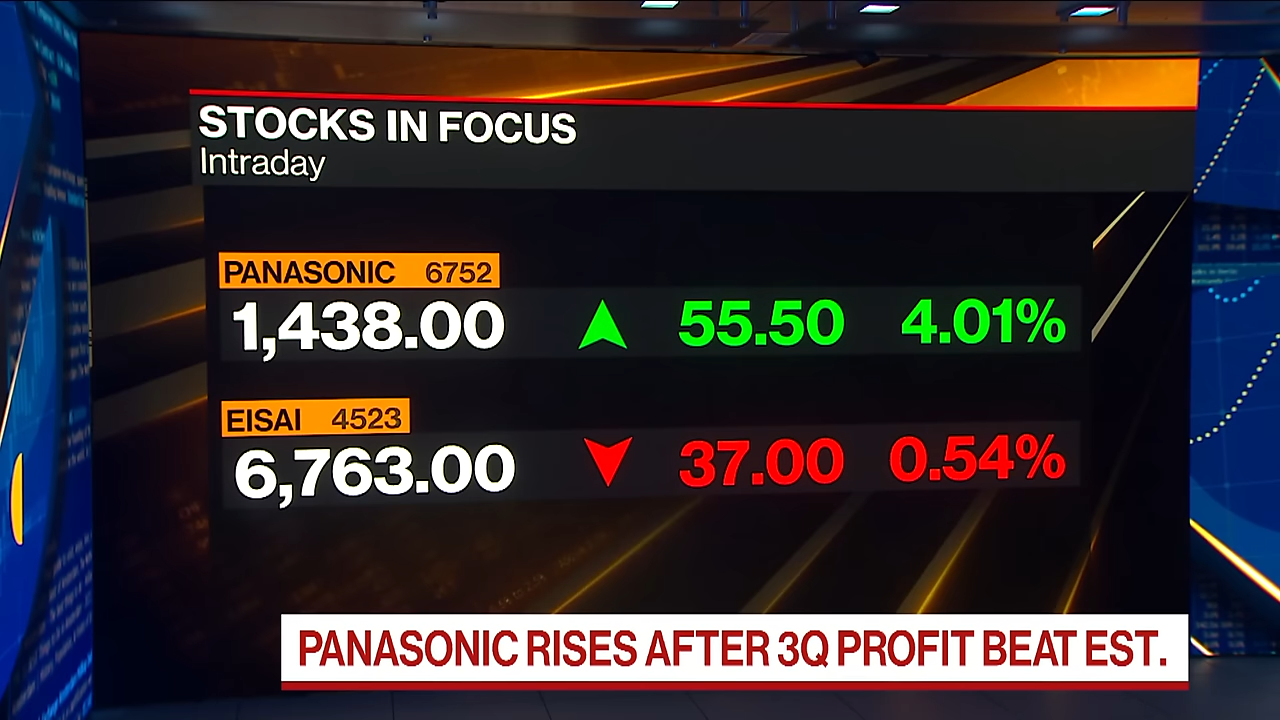 STOCKS IN FOCUS
Intraday
PANASONIC 6752
1,438.00 ▲ 55.50 4.01%
EISAI 4523
6,763.00 ▼ 37.00 0.54%
PANASONIC RISES AFTER 3Q PROFIT BEAT EST.